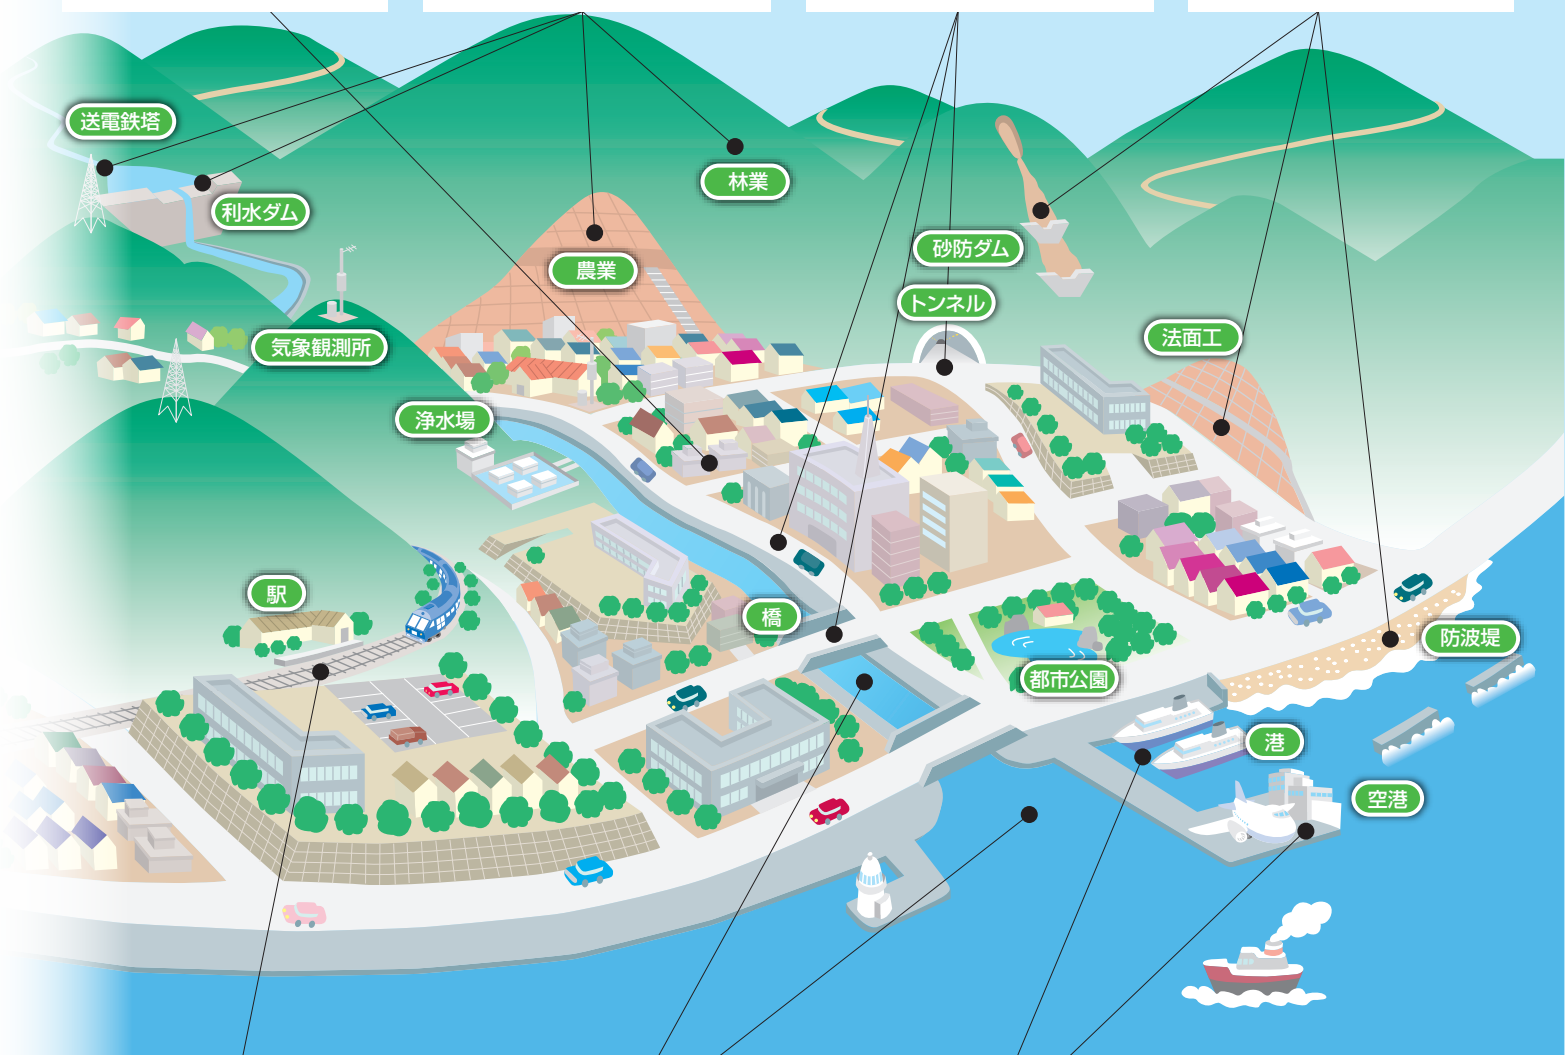 送電鉄塔
林業
利水ダム
砂防ダム
農業
トンネル
法面工
気象観測所
浄水場
駅
橋
防波堤
都市公園
港
空港